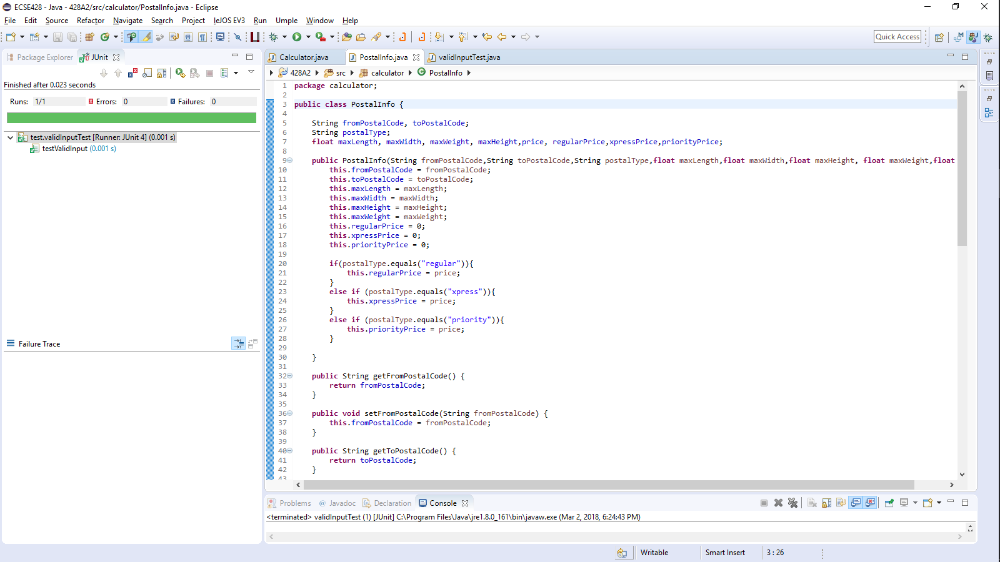 ECSE428 - Java - 428A2/src/calculator/PostalInfo.java - Eclipse
File Edit Source Refactor Navigate Search Project leJOS EV3 Run Umple Window Help
Quick Access
Package Explorer JUnit
Calculator.java PostalInfo.java validInputTest.java
428A2 src calculator PostalInfo
Finished after 0.023 seconds
Runs: 1/1 Errors: 0 Failures: 0
test.validInputTest [Runner: JUnit 4] (0.001 s)
testValidInput (0.001 s)
Failure Trace
1 package calculator;
2
3 public class PostalInfo {
4
5 String fromPostalCode, toPostalCode;
6 String postalType;
7 float maxLength, maxWidth, maxWeight, maxHeight,price, regularPrice,xpressPrice,priorityPrice;
8
9 public PostalInfo(String fromPostalCode,String toPostalCode,String postalType,float maxLength,float maxWidth,float maxHeight, float maxWeight,float
10 this.fromPostalCode = fromPostalCode;
11 this.toPostalCode = toPostalCode;
12 this.maxLength = maxLength;
13 this.maxWidth = maxWidth;
14 this.maxHeight = maxHeight;
15 this.maxWeight = maxWeight;
16 this.regularPrice = 0;
17 this.xpressPrice = 0;
18 this.priorityPrice = 0;
19
20 if(postalType.equals("regular")){
21 this.regularPrice = price;
22 }
23 else if (postalType.equals("xpress")){
24 this.xpressPrice = price;
25 }
26 else if (postalType.equals("priority")){
27 this.priorityPrice = price;
28 }
29
30 }
31
32 public String getFromPostalCode() {
33 return fromPostalCode;
34 }
35
36 public void setFromPostalCode(String fromPostalCode) {
37 this.fromPostalCode = fromPostalCode;
38 }
39
40 public String getToPostalCode() {
41 return toPostalCode;
42 }
43
Problems Javadoc Declaration Console
<terminated> validInputTest (1) [JUnit] C:\Program Files\Java\jre1.8.0_161\bin\javaw.exe (Mar 2, 2018, 6:24:43 PM)
Writable Smart Insert 3 : 26